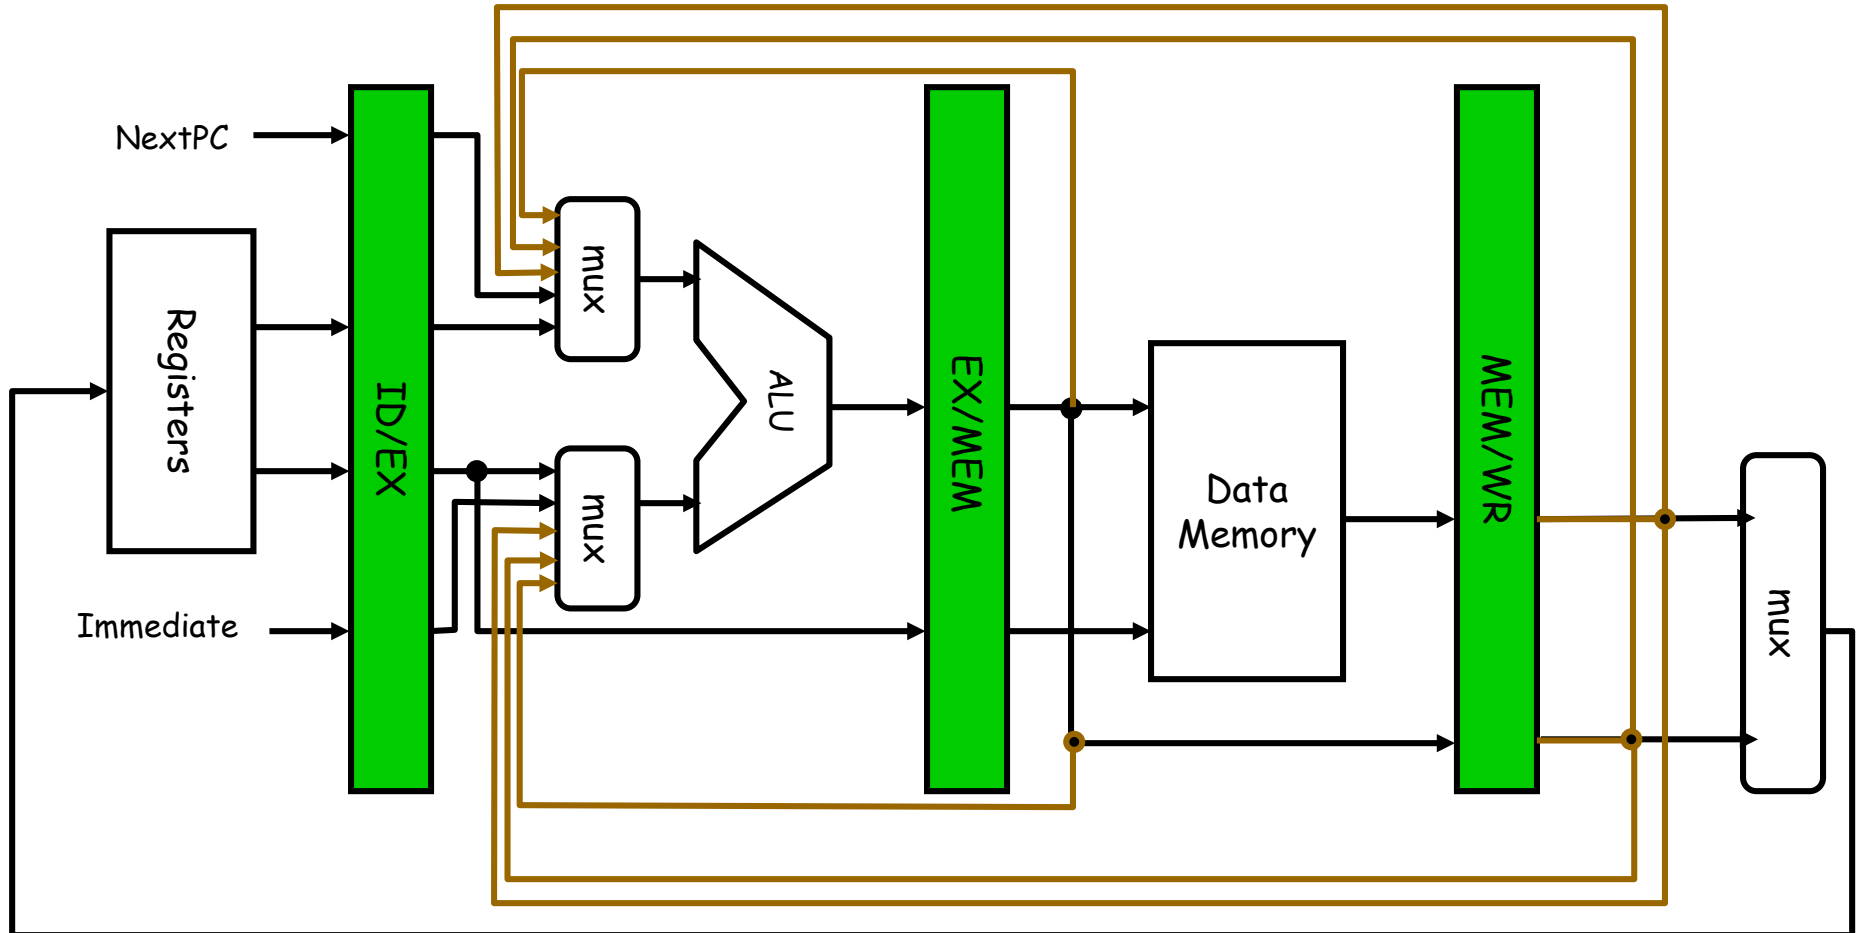 NextPC
Registers
Immediate
ID/EX
mux
mux
ALU
EX/MEM
Data
Memory
MEM/WR
mux